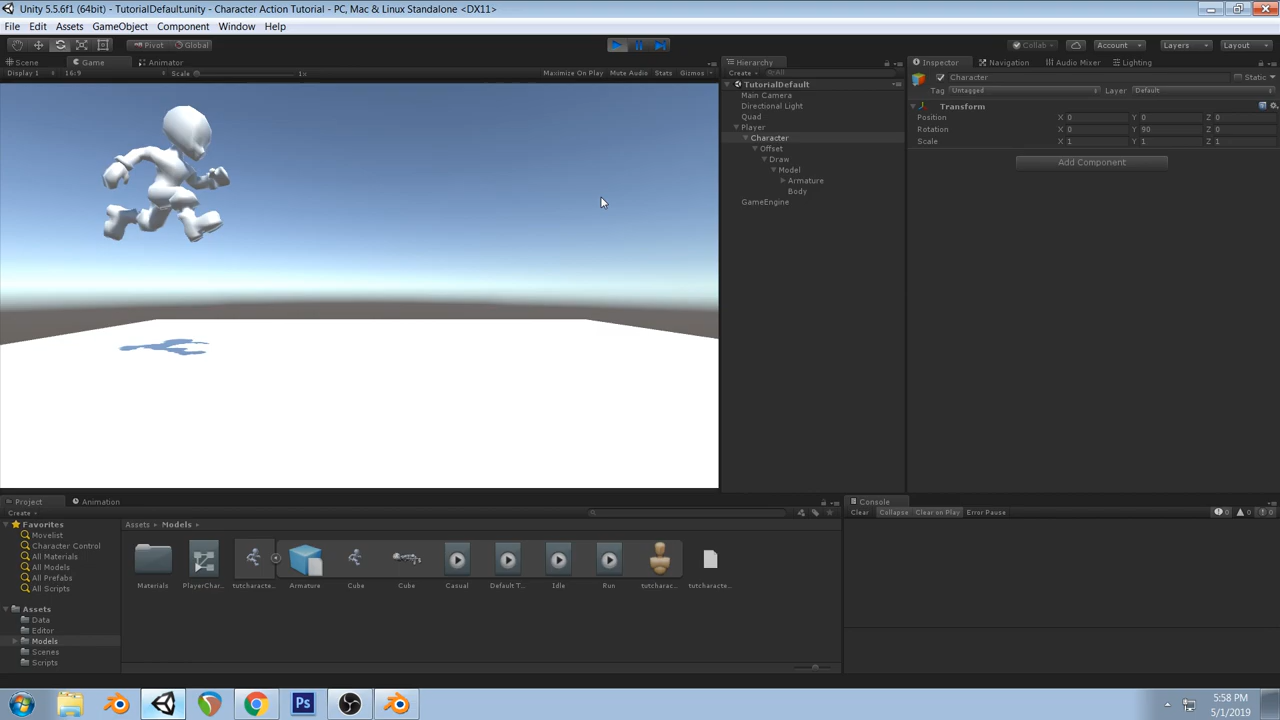 Unity 5.5.6f1 (64bit) - TutorialDefault.unity - Character Action Tutorial - PC, Mac & Linux Standalone <DX11>
File Edit Assets GameObject Component Window Help
Pivot Global Collab Account Layers Layout
Scene Game Animator
Display 1 16:9 Scale 1x Maximize On Play Mute Audio Stats Gizmos
Hierarchy
Create All
TutorialDefault
Main Camera
Directional Light
Quad
Player
Character
Offset
Draw
Model
Armature
Body
GameEngine
Inspector Navigation Audio Mixer Lighting
Character Static
Tag Untagged Layer Default
Transform
Position X 0 Y 0 Z 0
Rotation X 0 Y 90 Z 0
Scale X 1 Y 1 Z 1
Add Component
Project Animation
Create
Favorites
Movelist
Character Control
All Materials
All Models
All Prefabs
All Scripts
Assets
Data
Editor
Models
Scenes
Scripts
Assets Models
Materials PlayerChar... tutcharacte... Armature Cube Cube Casual Default T... Idle Run tutcharac... tutcharacte...
Console
Clear Collapse Clear on Play Error Pause 0 0 0
Ps
5:58 PM
5/1/2019